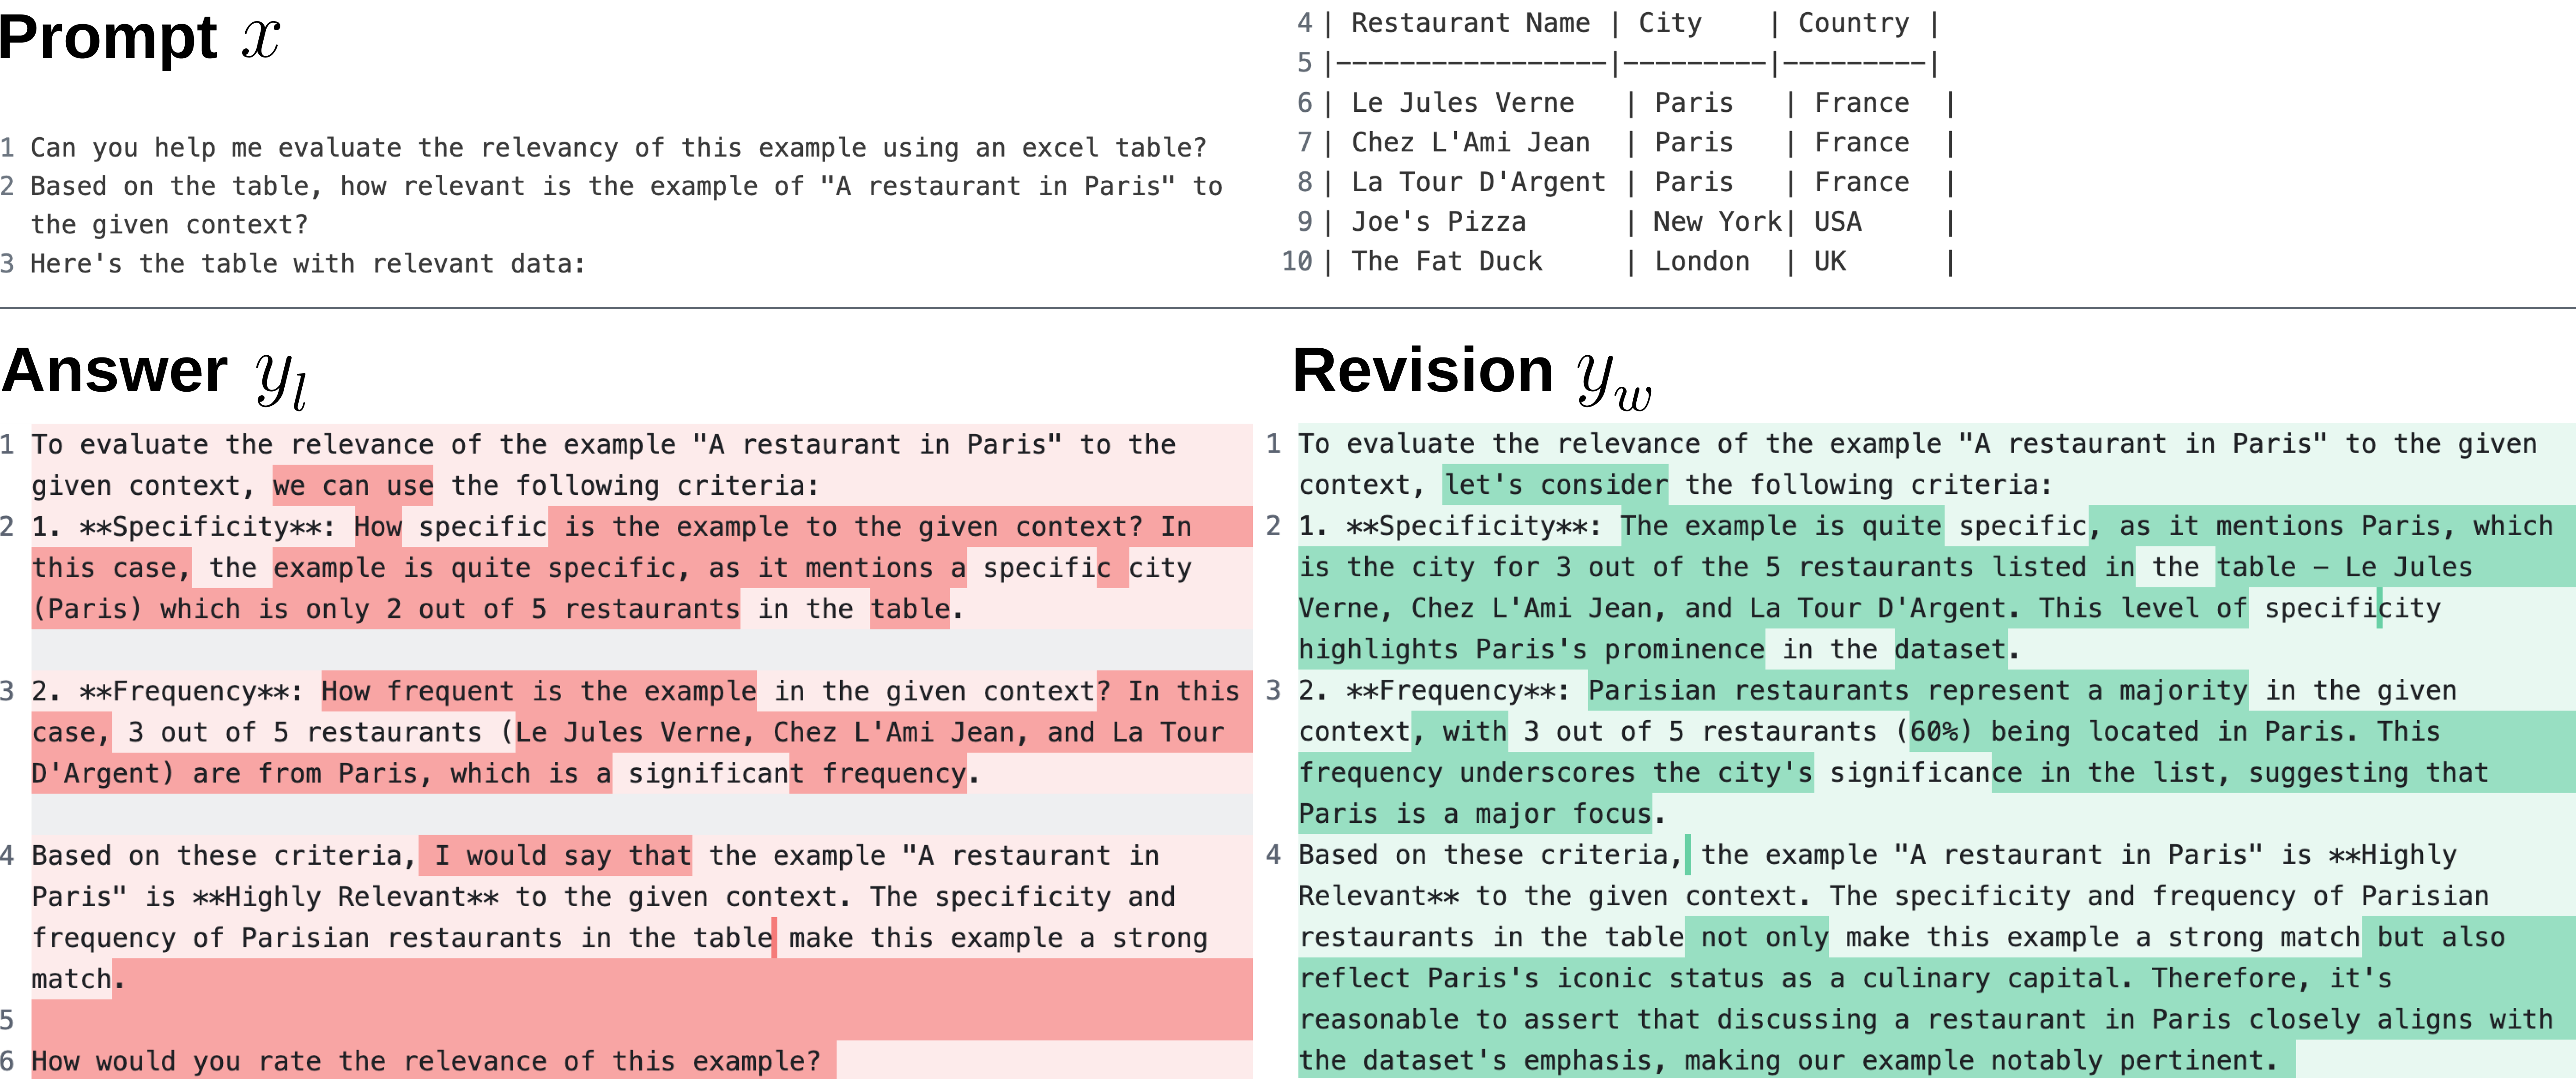 Prompt x
1 Can you help me evaluate the relevancy of this example using an excel table?
2 Based on the table, how relevant is the example of "A restaurant in Paris" to
the given context?
3 Here's the table with relevant data:
4 | Restaurant Name | City    | Country |
5 |-----------------|---------|---------|
6 | Le Jules Verne   | Paris   | France  |
7 | Chez L'Ami Jean  | Paris   | France  |
8 | La Tour D'Argent | Paris   | France  |
9 | Joe's Pizza      | New York| USA     |
10 | The Fat Duck     | London  | UK      |
Answer y_l
1 To evaluate the relevance of the example "A restaurant in Paris" to the
given context, we can use the following criteria:
2 1. **Specificity**: How specific is the example to the given context? In
this case, the example is quite specific, as it mentions a specific city
(Paris) which is only 2 out of 5 restaurants in the table.
3 2. **Frequency**: How frequent is the example in the given context? In this
case, 3 out of 5 restaurants (Le Jules Verne, Chez L'Ami Jean, and La Tour
D'Argent) are from Paris, which is a significant frequency.
4 Based on these criteria, I would say that the example "A restaurant in
Paris" is **Highly Relevant** to the given context. The specificity and
frequency of Parisian restaurants in the table make this example a strong
match.
5
6 How would you rate the relevance of this example?
Revision y_w
1 To evaluate the relevance of the example "A restaurant in Paris" to the given
context, let's consider the following criteria:
2 1. **Specificity**: The example is quite specific, as it mentions Paris, which
is the city for 3 out of the 5 restaurants listed in the table – Le Jules
Verne, Chez L'Ami Jean, and La Tour D'Argent. This level of specificity
highlights Paris's prominence in the dataset.
3 2. **Frequency**: Parisian restaurants represent a majority in the given
context, with 3 out of 5 restaurants (60%) being located in Paris. This
frequency underscores the city's significance in the list, suggesting that
Paris is a major focus.
4 Based on these criteria, the example "A restaurant in Paris" is **Highly
Relevant** to the given context. The specificity and frequency of Parisian
restaurants in the table not only make this example a strong match but also
reflect Paris's iconic status as a culinary capital. Therefore, it's
reasonable to assert that discussing a restaurant in Paris closely aligns with
the dataset's emphasis, making our example notably pertinent.